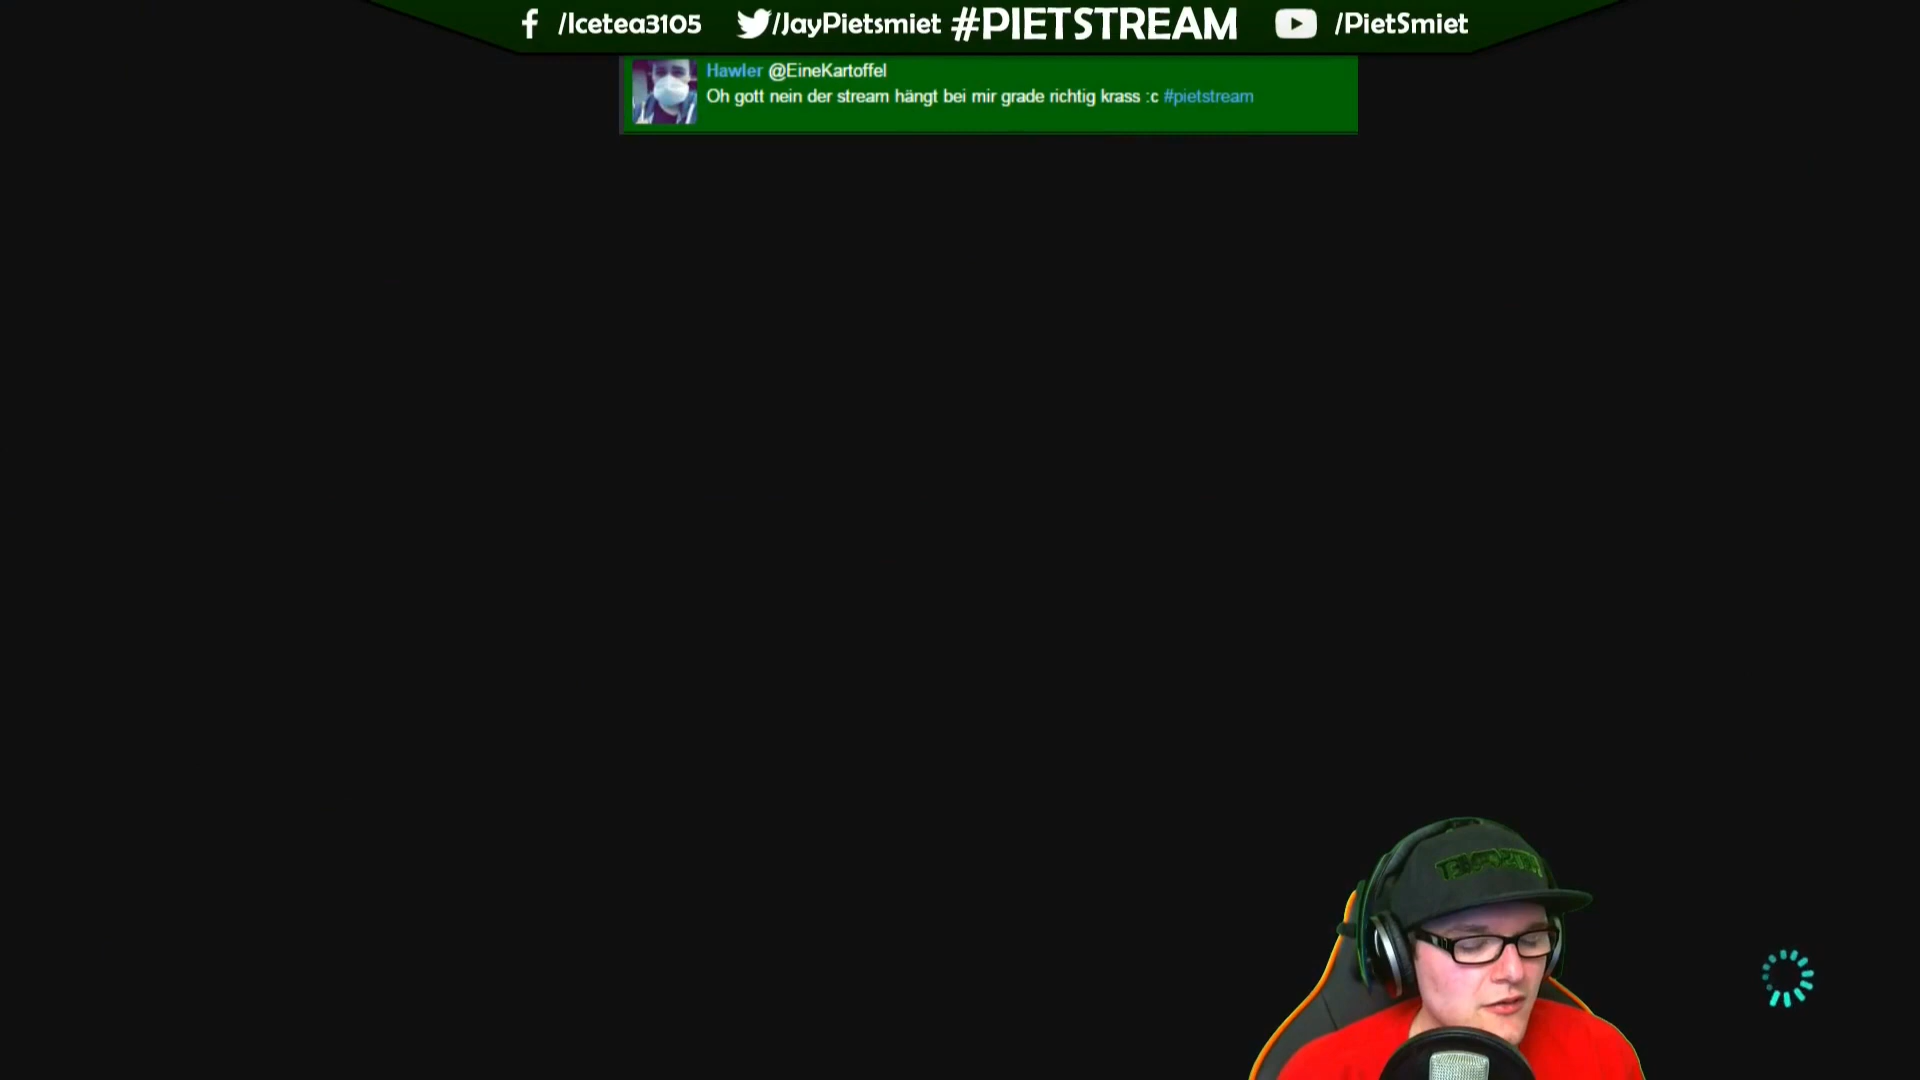 /Icetea3105 /JayPietsmiet #PIETSTREAM /PietSmiet
Hawler @EineKartoffel
Oh gott nein der stream hängt bei mir grade richtig krass :c #pietstream